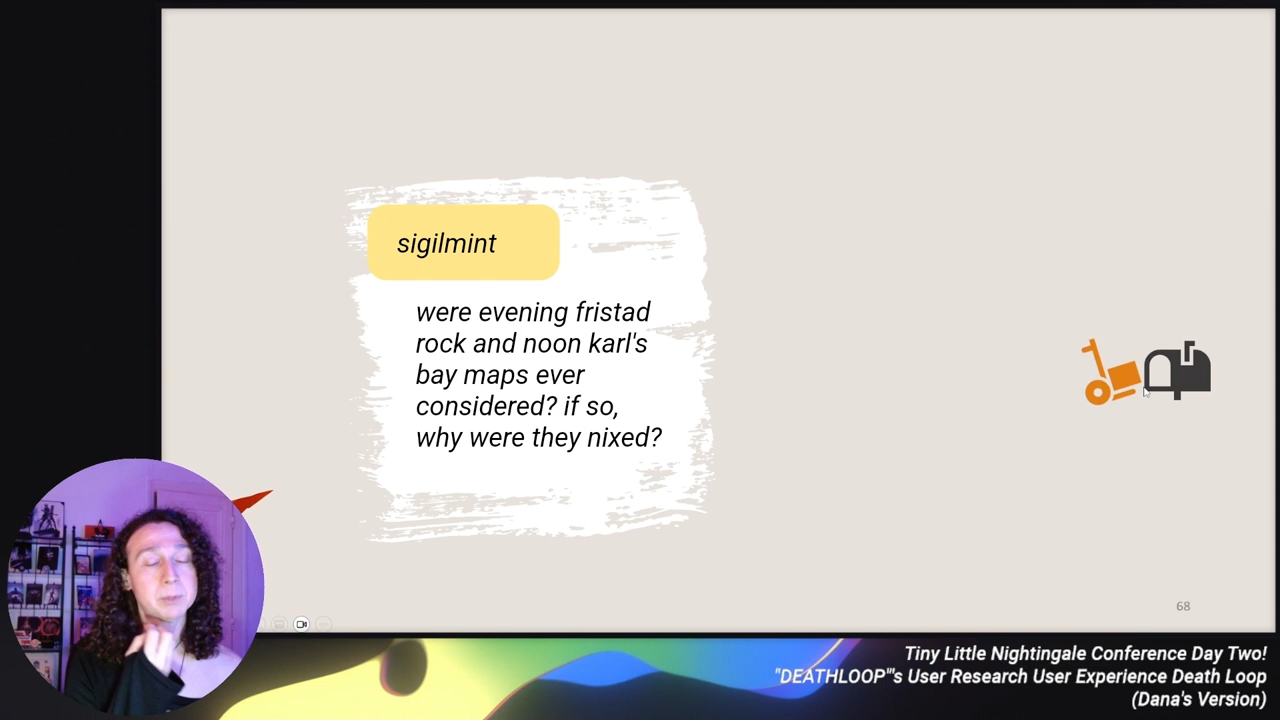 sigilmint
were evening fristad
rock and noon karl's
bay maps ever
considered? if so,
why were they nixed?
68
Tiny Little Nightingale Conference Day Two!
"DEATHLOOP"'s User Research User Experience Death Loop
(Dana's Version)